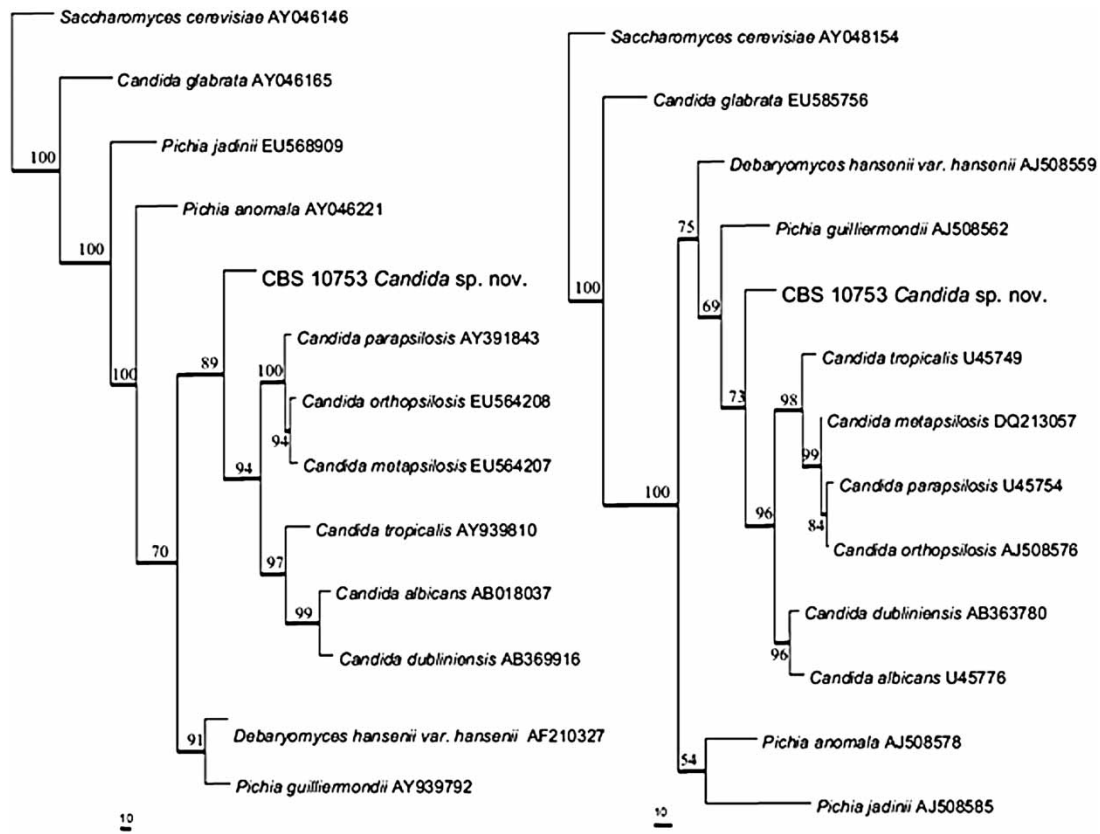 Saccharomyces cerevisiae AY046146
Candida glabrata AY046165
100
Pichia jadinii EU568909
100
Pichia anomala AY046221
CBS 10753 Candida sp. nov.
100
89
Candida parapsilosis AY391843
100
Candida orthopsilosis EU564208
94
Candida metapsilosis EU564207
94
Candida tropicalis AY939810
70
97
Candida albicans AB018037
99
Candida dubliniensis AB369916
Debaryomyces hansenii var. hansenii AF210327
91
Pichia guilliermondii AY939792
10
Saccharomyces cerevisiae AY048154
Candida glabrata EU585756
Debaryomyces hansenii var. hansenii AJ508559
75
Pichia guilliermondii AJ508562
100
69
CBS 10753 Candida sp. nov.
Candida tropicalis U45749
73
98
Candida metapsilosis DQ213057
99
Candida parapsilosis U45754
100
96
84
Candida orthopsilosis AJ508576
Candida dubliniensis AB363780
96
Candida albicans U45776
Pichia anomala AJ508578
54
Pichia jadinii AJ508585
10